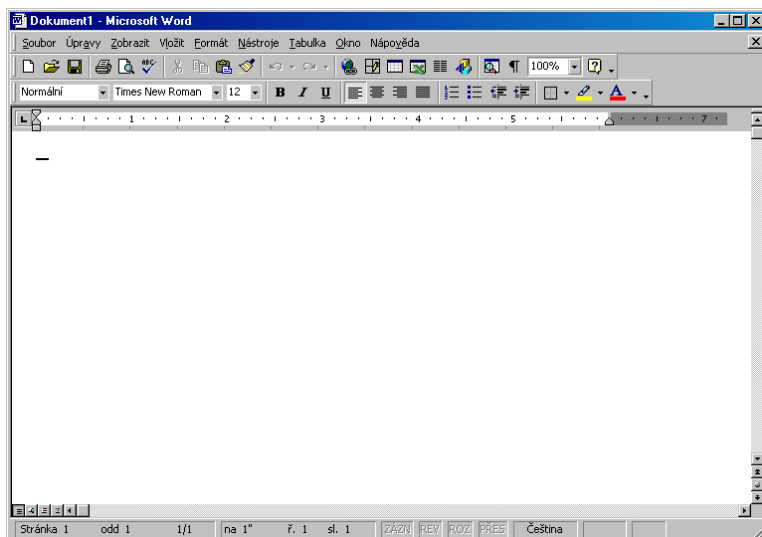 Dokument1 - Microsoft Word
Soubor Úpravy Zobrazit Vložit Formát Nástroje Tabulka Okno Nápověda
100%
Normální Times New Roman 12 B I U
1 2 3 4 5 7
Stránka 1 odd 1 1/1 na 1" ř. 1 sl. 1 ZÁZN REV ROZ PŘES Čeština